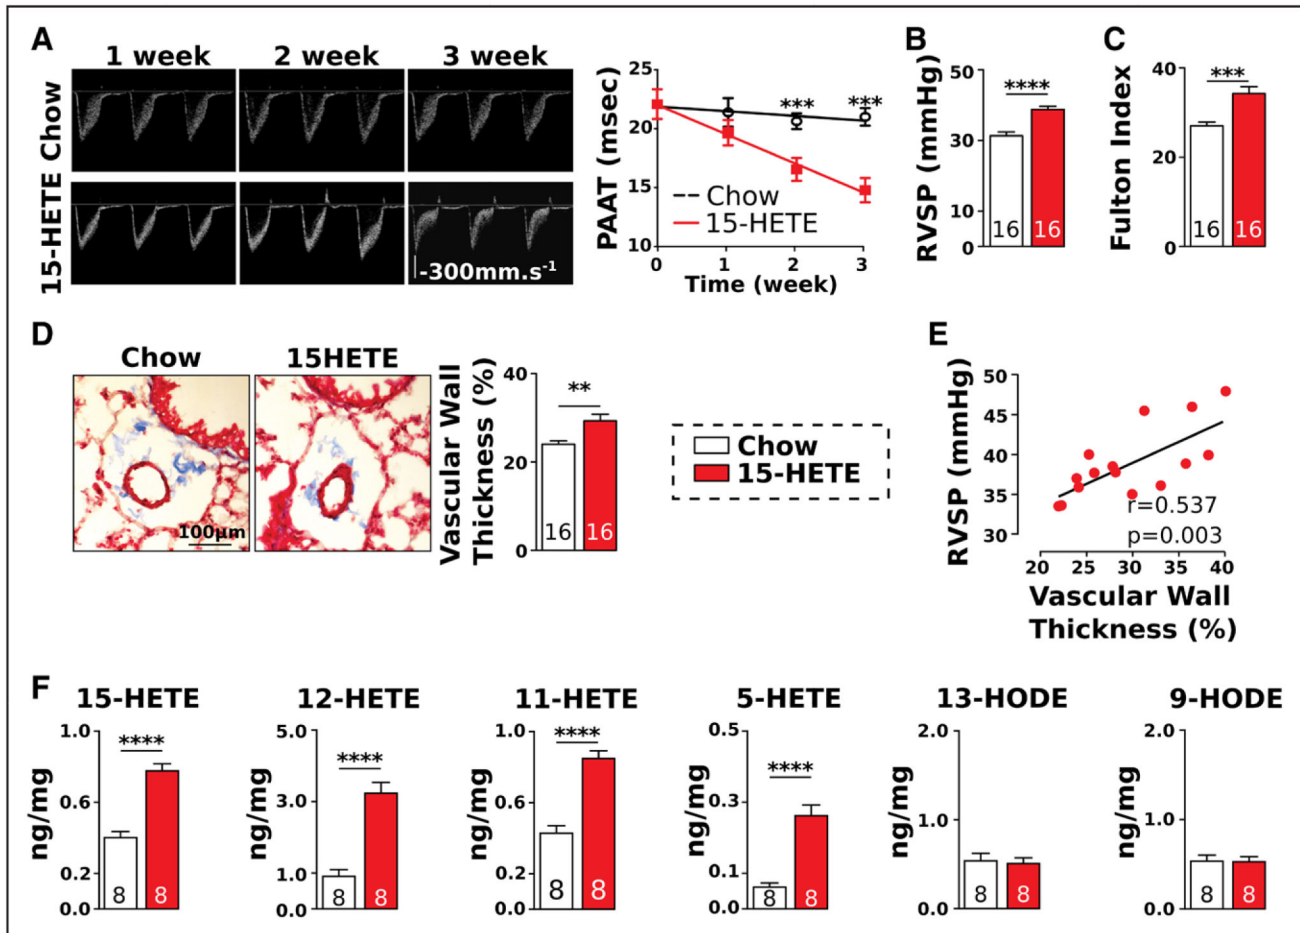 A
1 week
2 week
3 week
Chow
15-HETE
-300mm.s-1
PAAT (msec)
25
20
15
10
***
***
Chow
15-HETE
0
1
2
3
Time (week)
B
RVSP (mmHg)
50
30
10
0
****
16
16
C
Fulton Index
40
20
0
***
16
16
D
Chow
15HETE
100µm
Vascular Wall
Thickness (%)
40
20
0
**
16
16
Chow
15-HETE
E
RVSP (mmHg)
50
45
40
35
30
r=0.537
p=0.003
20
25
30
35
40
Vascular Wall
Thickness (%)
F
15-HETE
ng/mg
1.0
0.6
0.2
0.0
****
8
8
12-HETE
ng/mg
5.0
3.0
1.0
0.0
****
8
8
11-HETE
ng/mg
1.0
0.6
0.2
0.0
****
8
8
5-HETE
ng/mg
0.5
0.3
0.1
0.0
****
8
8
13-HODE
ng/mg
2.0
1.0
0.0
8
8
9-HODE
ng/mg
2.0
1.0
0.0
8
8